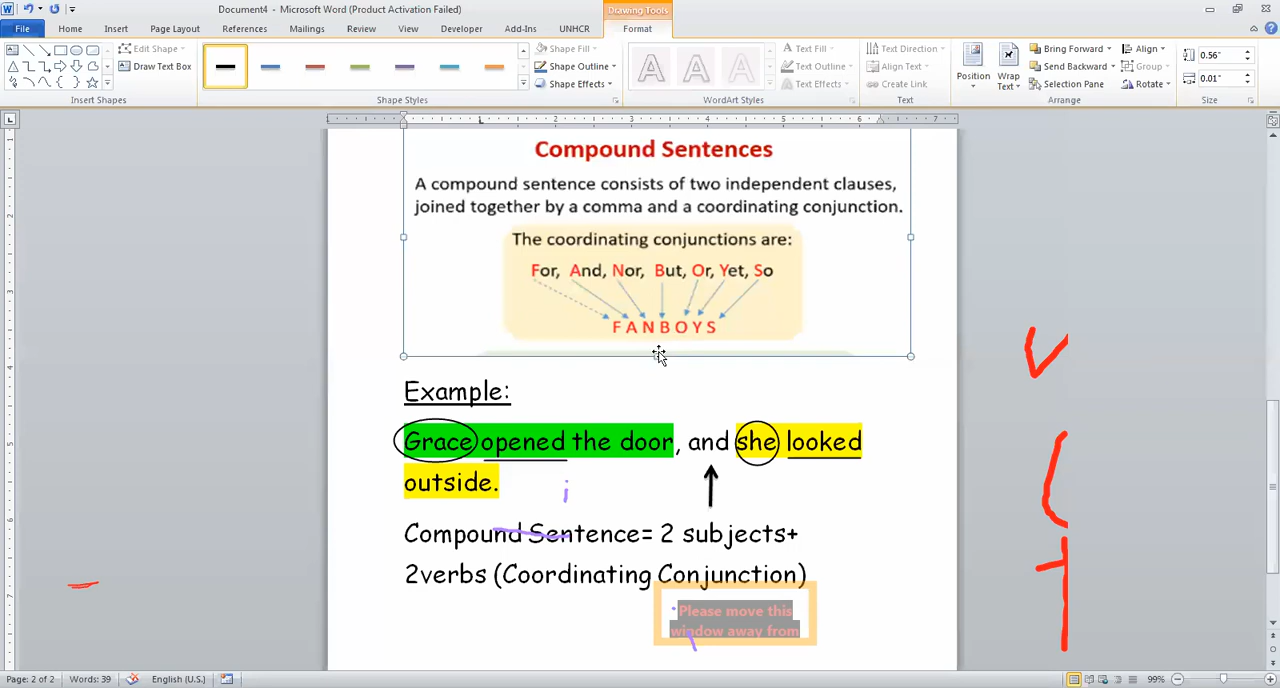 Document4 - Microsoft Word (Product Activation Failed)
Drawing Tools
File Home Insert Page Layout References Mailings Review View Developer Add-Ins UNHCR Format
Edit Shape
Draw Text Box
Insert Shapes
Shape Fill
Shape Outline
Shape Effects
Shape Styles
Text Fill
Text Outline
Text Effects
WordArt Styles
Text Direction
Align Text
Create Link
Text
Position
Wrap
Text
Bring Forward
Send Backward
Selection Pane
Align
Group
Rotate
Arrange
0.56"
0.01"
Size
Compound Sentences
A compound sentence consists of two independent clauses,
joined together by a comma and a coordinating conjunction.
The coordinating conjunctions are:
For, And, Nor, But, Or, Yet, So
F A N B O Y S
Example:
Grace opened the door, and she looked
outside.
Compound Sentence= 2 subjects+
2verbs (Coordinating Conjunction)
Please move this
window away from
Page: 2 of 2 Words: 39 English (U.S.) 99%